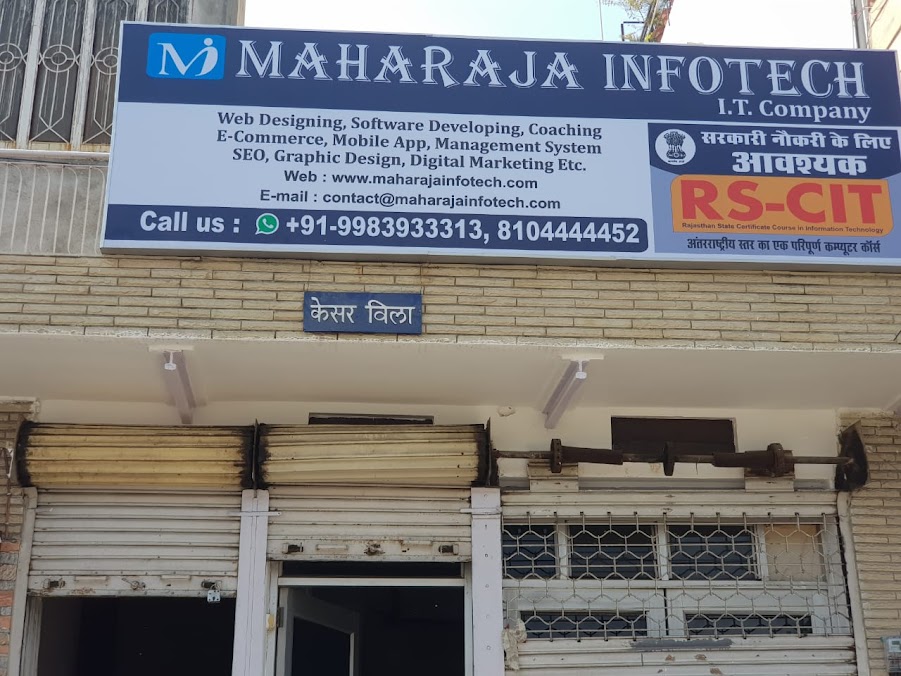 MAHARAJA INFOTECH
I.T. Company
Web Designing, Software Developing, Coaching
E-Commerce, Mobile App, Management System
SEO, Graphic Design, Digital Marketing Etc.
Web : www.maharajainfotech.com
E-mail : contact@maharajainfotech.com
Call us : +91-9983933313, 8104444452
सरकारी नौकरी के लिए
आवश्यक
RS-CIT
Rajasthan State Certificate Course in Information Technology
अंतरराष्ट्रीय स्तर का एक परिपूर्ण कम्प्यूटर कॉर्स
केसर विला